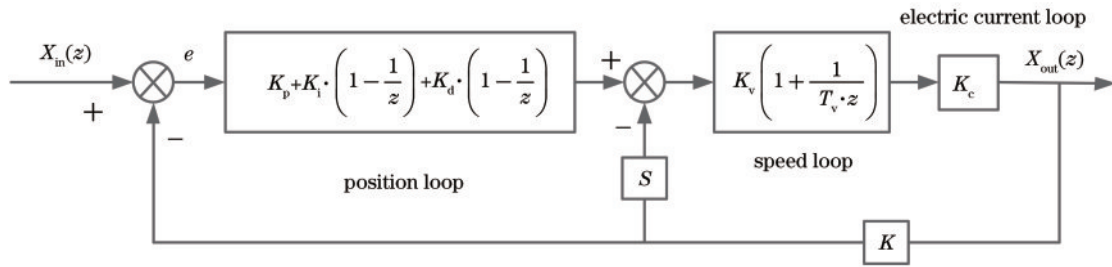 electric current loop
X_in(z)
e
K_p+K_i·(1−1/z)+K_d·(1−1/z)
K_v(1+1/(T_v·z))
K_c
X_out(z)
+
−
+
−
position loop
S
speed loop
K